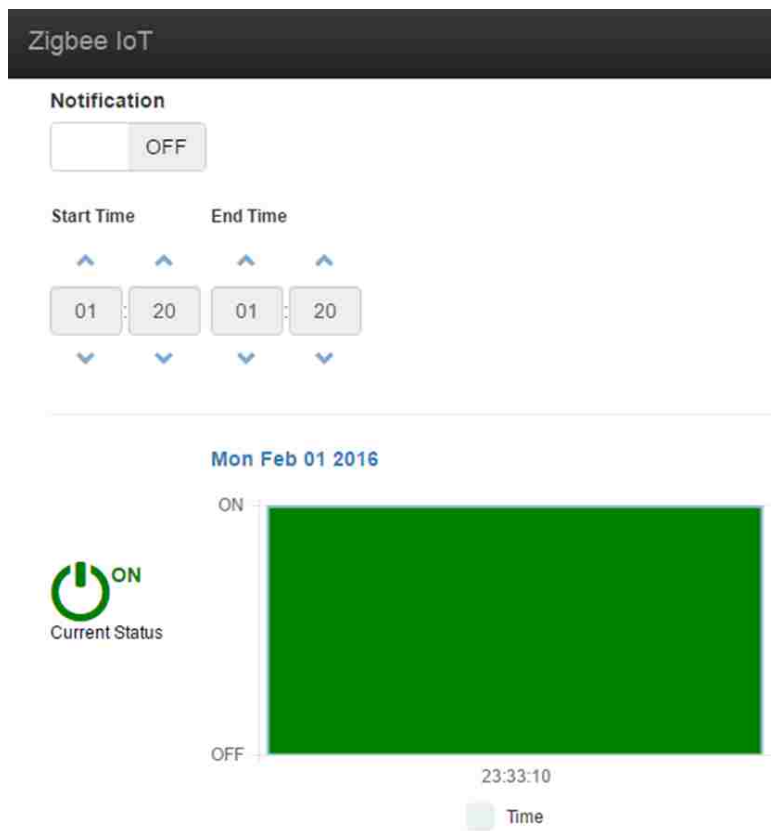 Zigbee IoT
Notification
OFF
Start Time End Time
01 : 20 01 : 20
Mon Feb 01 2016
ON
ON
Current Status
OFF
23:33:10
Time